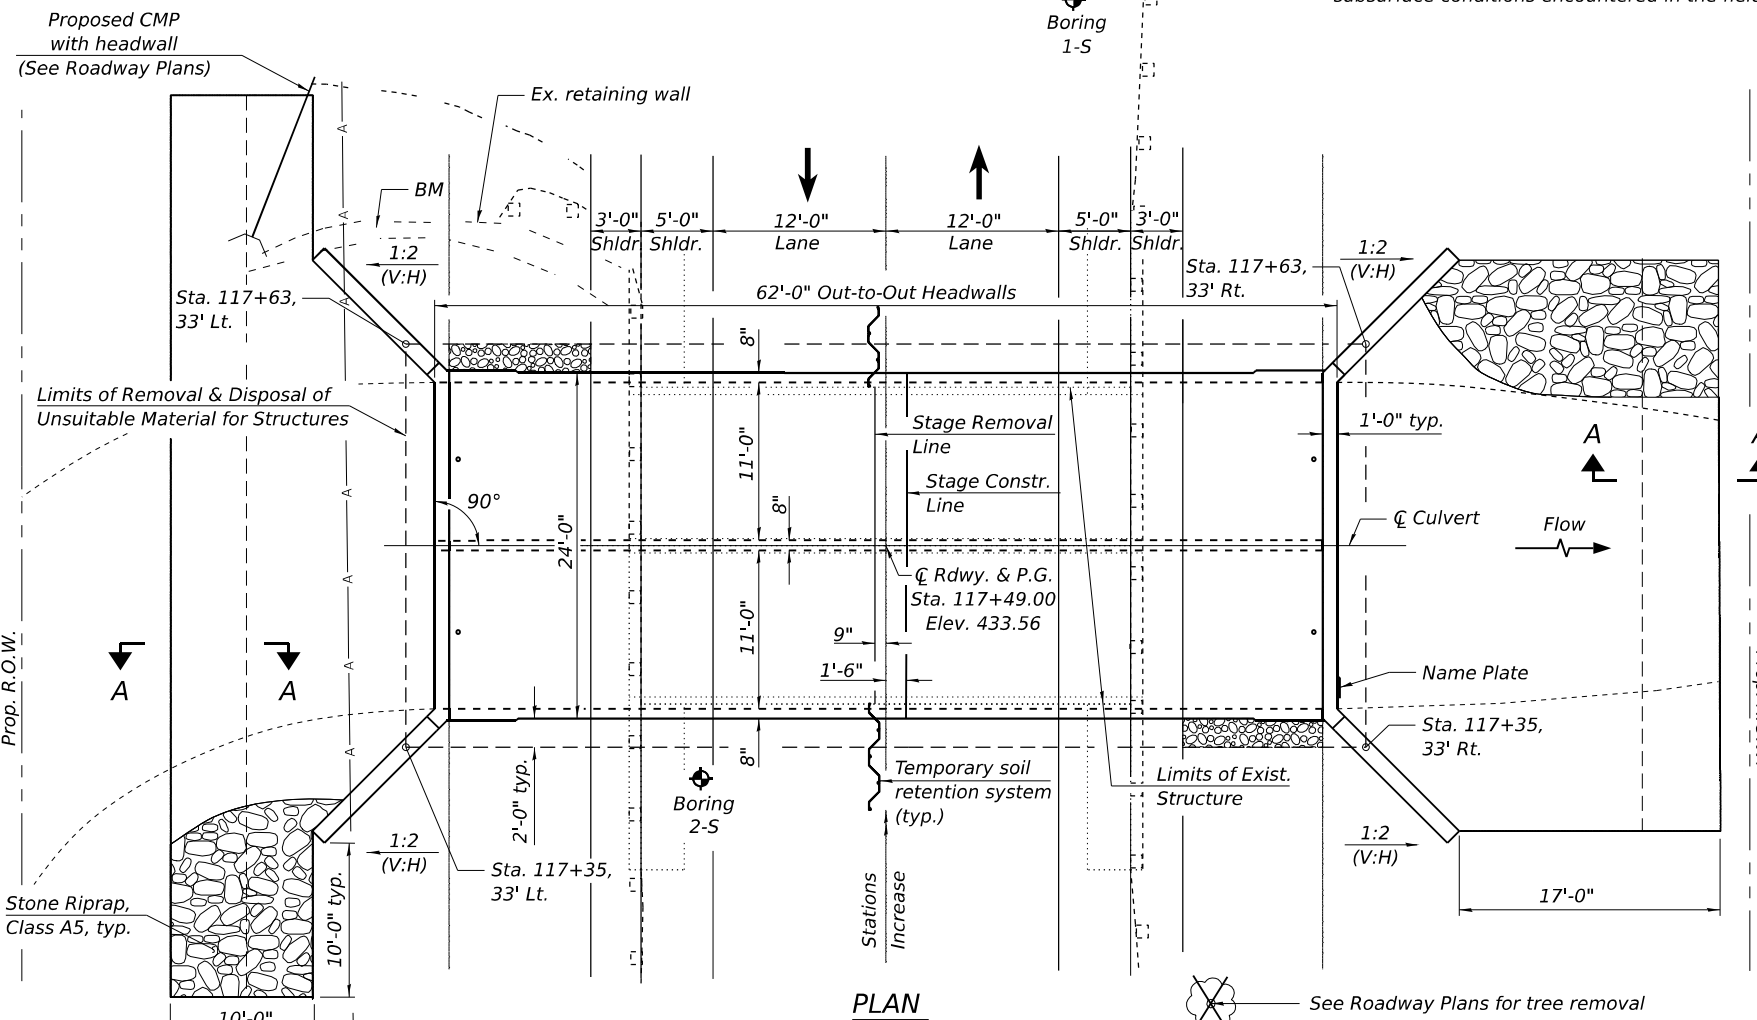 subsurface conditions encountered in the field
Proposed CMP
with headwall
(See Roadway Plans)
Boring
1-S
Ex. retaining wall
A
BM
A
3'-0"
Shldr.
5'-0"
Shldr.
12'-0"
Lane
12'-0"
Lane
5'-0"
Shldr.
3'-0"
Shldr.
1:2
(V:H)
1:2
(V:H)
Sta. 117+63,
33' Lt.
A
62'-0" Out-to-Out Headwalls
Sta. 117+63,
33' Rt.
8"
Limits of Removal & Disposal of
Unsuitable Material for Structures
Stage Removal
Line
1'-0" typ.
A
A
11'-0"
Stage Constr.
Line
A
90°
8"
24'-0"
℄ Culvert
Flow
℄ Rdwy. & P.G.
Sta. 117+49.00
Elev. 433.56
A
11'-0"
9"
1'-6"
Prop. R.O.W.
A
A
A
Name Plate
A
Sta. 117+35,
33' Rt.
8"
2'-0" typ.
Boring
2-S
Temporary soil
retention system
(typ.)
Limits of Exist.
Structure
1:2
(V:H)
1:2
(V:H)
Sta. 117+35,
33' Lt.
Stations
Increase
17'-0"
Stone Riprap,
Class A5, typ.
10'-0" typ.
10'-0"
PLAN
See Roadway Plans for tree removal